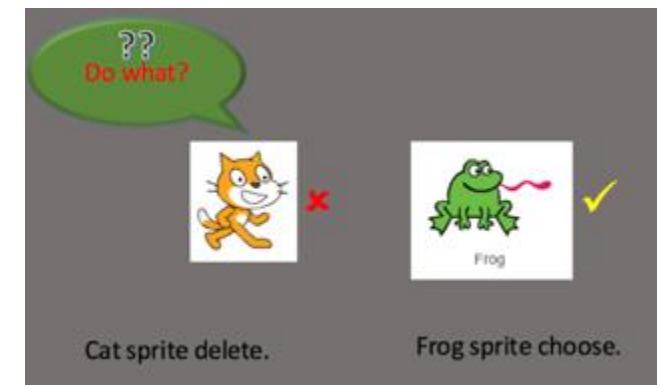 ??
Do what?
Frog
Cat sprite delete.
Frog sprite choose.